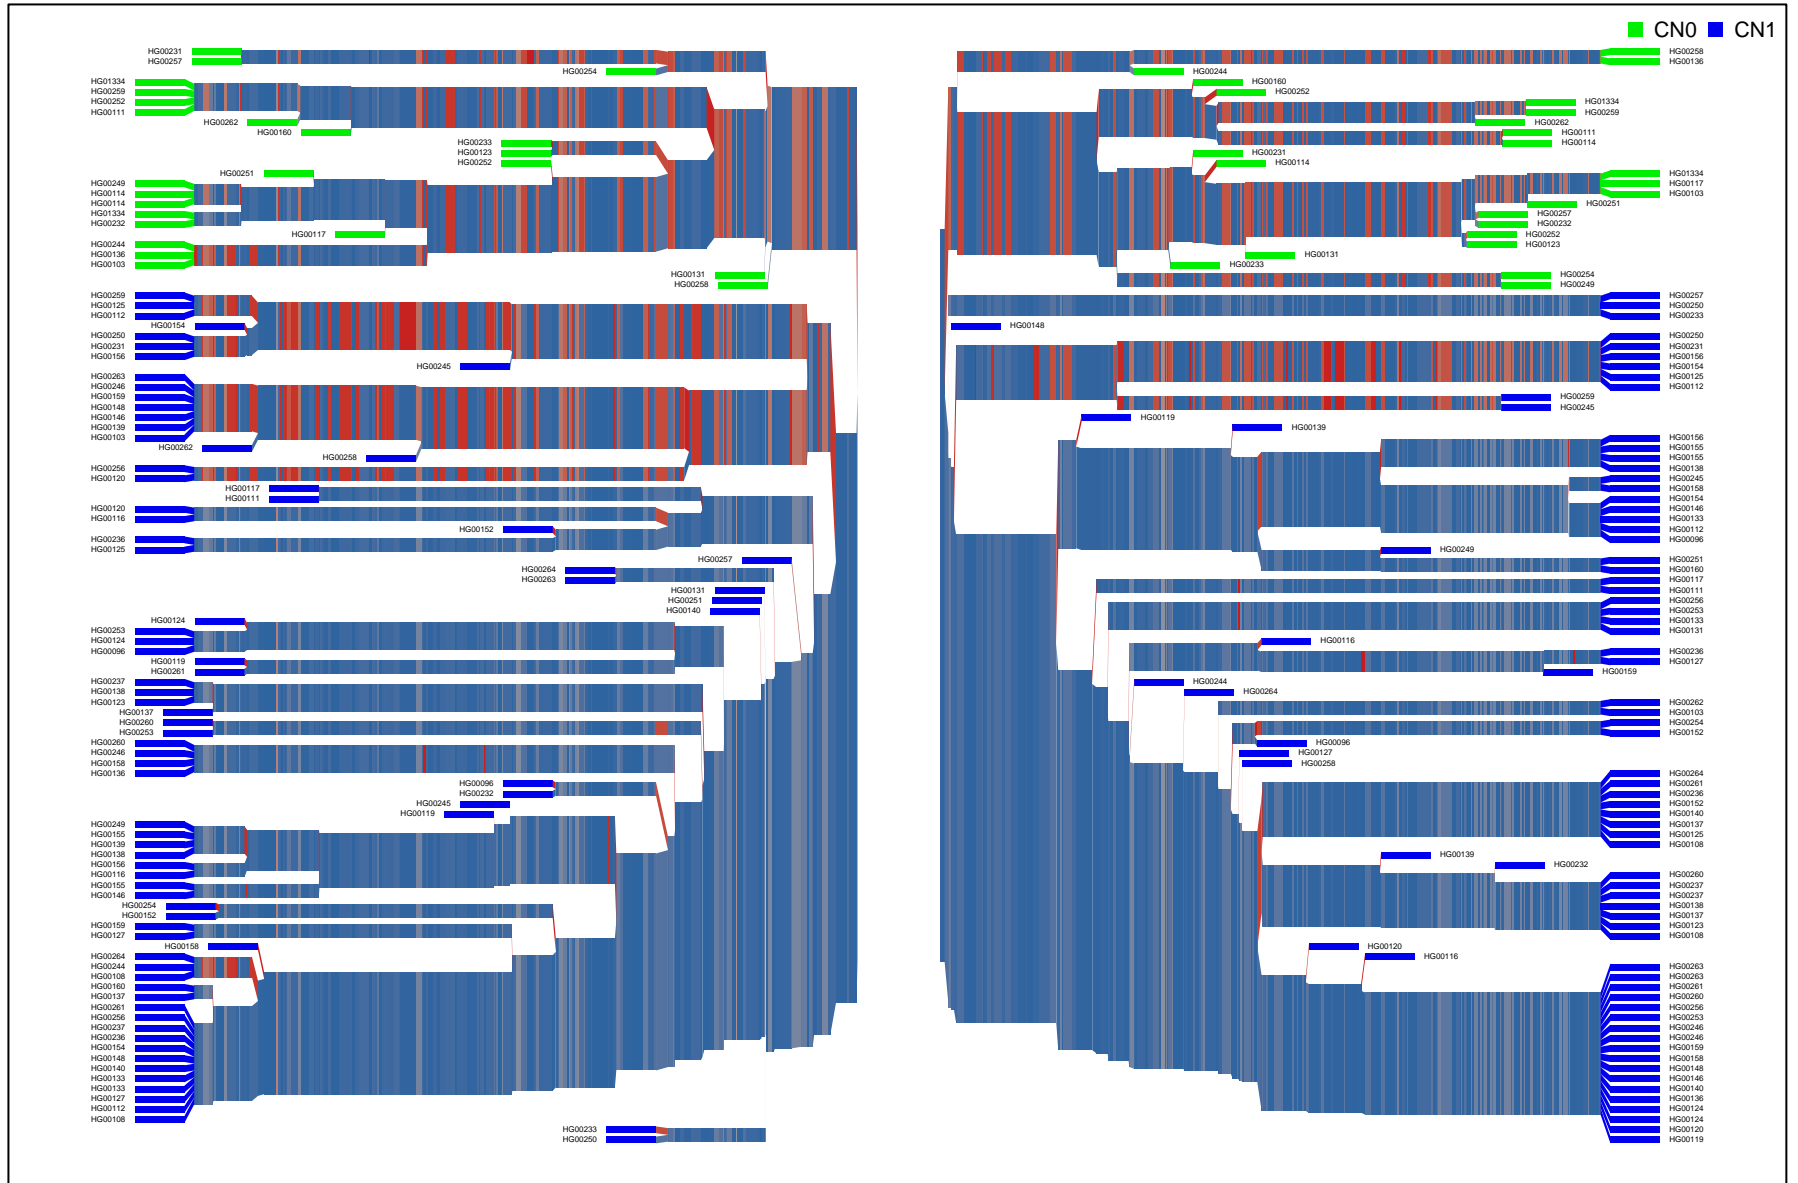 CN0 CN1
HG00231
HG00257
HG00254
HG01334
HG00259
HG00252
HG00111
HG00262
HG00160
HG00233
HG00123
HG00252
HG00251
HG00249
HG00114
HG00114
HG01334
HG00232
HG00117
HG00244
HG00136
HG00103
HG00131
HG00258
HG00259
HG00125
HG00112
HG00154
HG00250
HG00231
HG00156
HG00245
HG00263
HG00246
HG00159
HG00148
HG00146
HG00139
HG00103
HG00262
HG00258
HG00256
HG00120
HG00117
HG00111
HG00120
HG00116
HG00152
HG00236
HG00125
HG00257
HG00264
HG00263
HG00131
HG00251
HG00140
HG00124
HG00253
HG00124
HG00096
HG00119
HG00261
HG00237
HG00138
HG00123
HG00137
HG00260
HG00253
HG00260
HG00246
HG00158
HG00136
HG00096
HG00232
HG00245
HG00119
HG00249
HG00155
HG00139
HG00138
HG00156
HG00116
HG00155
HG00146
HG00254
HG00152
HG00159
HG00127
HG00158
HG00264
HG00244
HG00108
HG00160
HG00137
HG00261
HG00256
HG00237
HG00236
HG00154
HG00148
HG00140
HG00133
HG00133
HG00127
HG00112
HG00108
HG00233
HG00250
HG00258
HG00136
HG00244
HG00160
HG00252
HG01334
HG00259
HG00262
HG00111
HG00114
HG00231
HG00114
HG01334
HG00117
HG00103
HG00251
HG00257
HG00232
HG00252
HG00123
HG00131
HG00233
HG00254
HG00249
HG00257
HG00250
HG00233
HG00148
HG00250
HG00231
HG00156
HG00154
HG00125
HG00112
HG00259
HG00245
HG00119
HG00139
HG00156
HG00155
HG00155
HG00138
HG00245
HG00158
HG00154
HG00146
HG00133
HG00112
HG00096
HG00249
HG00251
HG00160
HG00117
HG00111
HG00256
HG00253
HG00133
HG00131
HG00116
HG00236
HG00127
HG00159
HG00244
HG00264
HG00262
HG00103
HG00254
HG00152
HG00096
HG00127
HG00258
HG00264
HG00261
HG00236
HG00152
HG00140
HG00137
HG00125
HG00108
HG00139
HG00232
HG00260
HG00237
HG00237
HG00138
HG00137
HG00123
HG00108
HG00120
HG00116
HG00263
HG00263
HG00261
HG00260
HG00256
HG00253
HG00246
HG00246
HG00159
HG00158
HG00148
HG00146
HG00140
HG00136
HG00124
HG00124
HG00120
HG00119